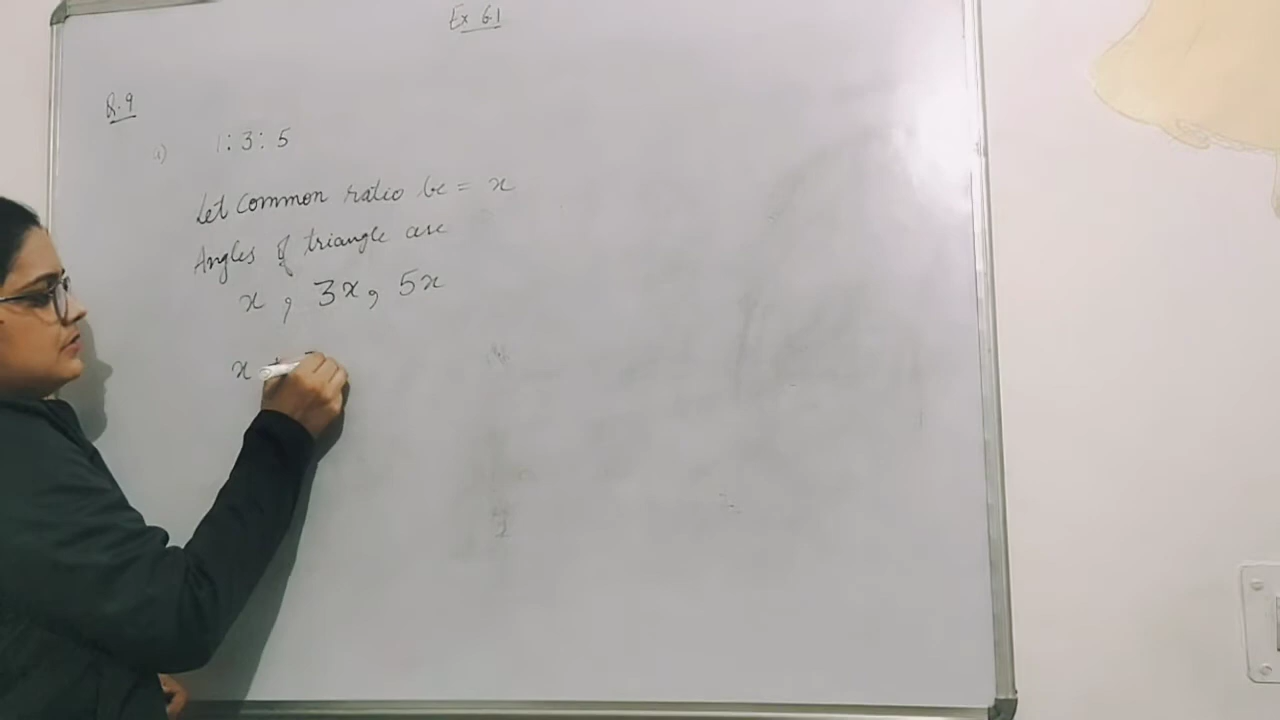 Ex 6.1
Q.9
(i) 1 : 3 : 5
Let Common ratio be = x
Angles of triangle are
x , 3x, 5x
x +